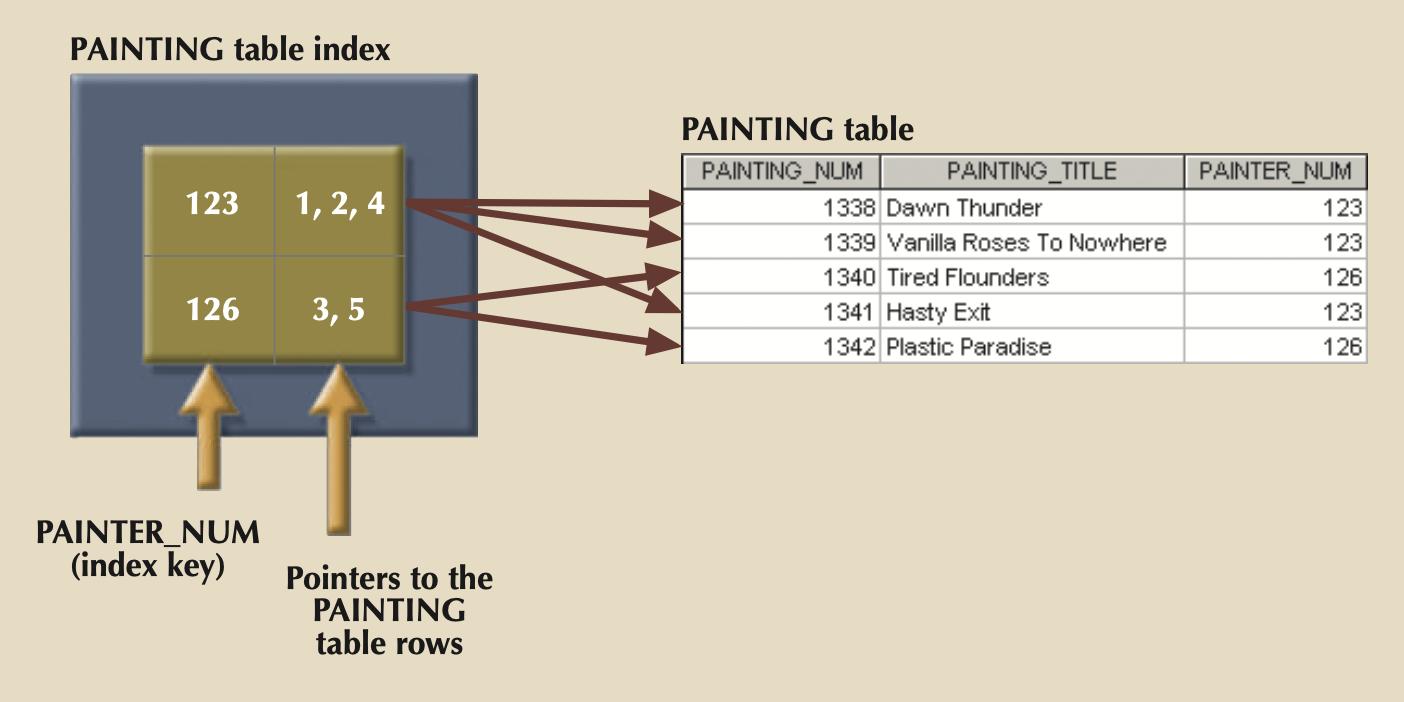 PAINTING table index
123 1, 2, 4
126 3, 5
PAINTER_NUM
(index key)
Pointers to the
PAINTING
table rows
PAINTING table
PAINTING_NUM PAINTING_TITLE PAINTER_NUM
1338 Dawn Thunder 123
1339 Vanilla Roses To Nowhere 123
1340 Tired Flounders 126
1341 Hasty Exit 123
1342 Plastic Paradise 126